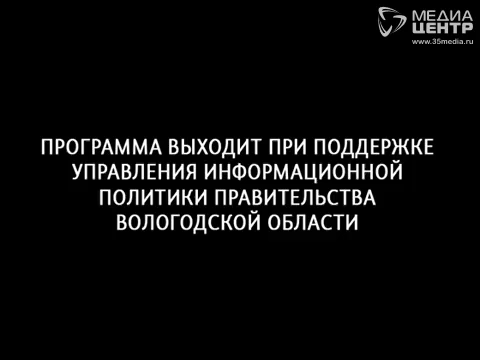 МЕДИА
ЦЕНТР
www.35media.ru
ПРОГРАММА ВЫХОДИТ ПРИ ПОДДЕРЖКЕ
УПРАВЛЕНИЯ ИНФОРМАЦИОННОЙ
ПОЛИТИКИ ПРАВИТЕЛЬСТВА
ВОЛОГОДСКОЙ ОБЛАСТИ